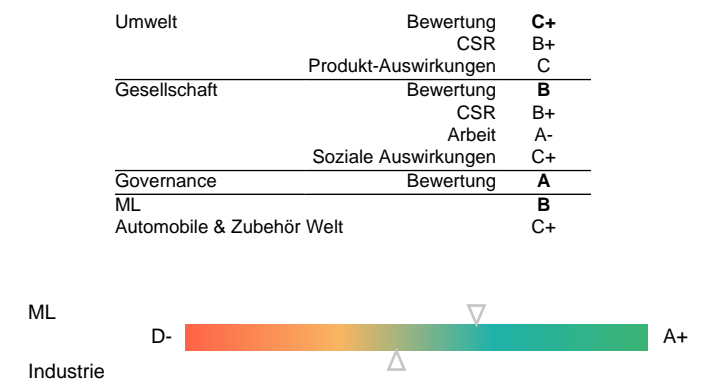 Umwelt Bewertung C+
CSR B+
Produkt-Auswirkungen C
Gesellschaft Bewertung B
CSR B+
Arbeit A-
Soziale Auswirkungen C+
Governance Bewertung A
ML B
Automobile & Zubehör Welt C+
ML
D- A+
Industrie